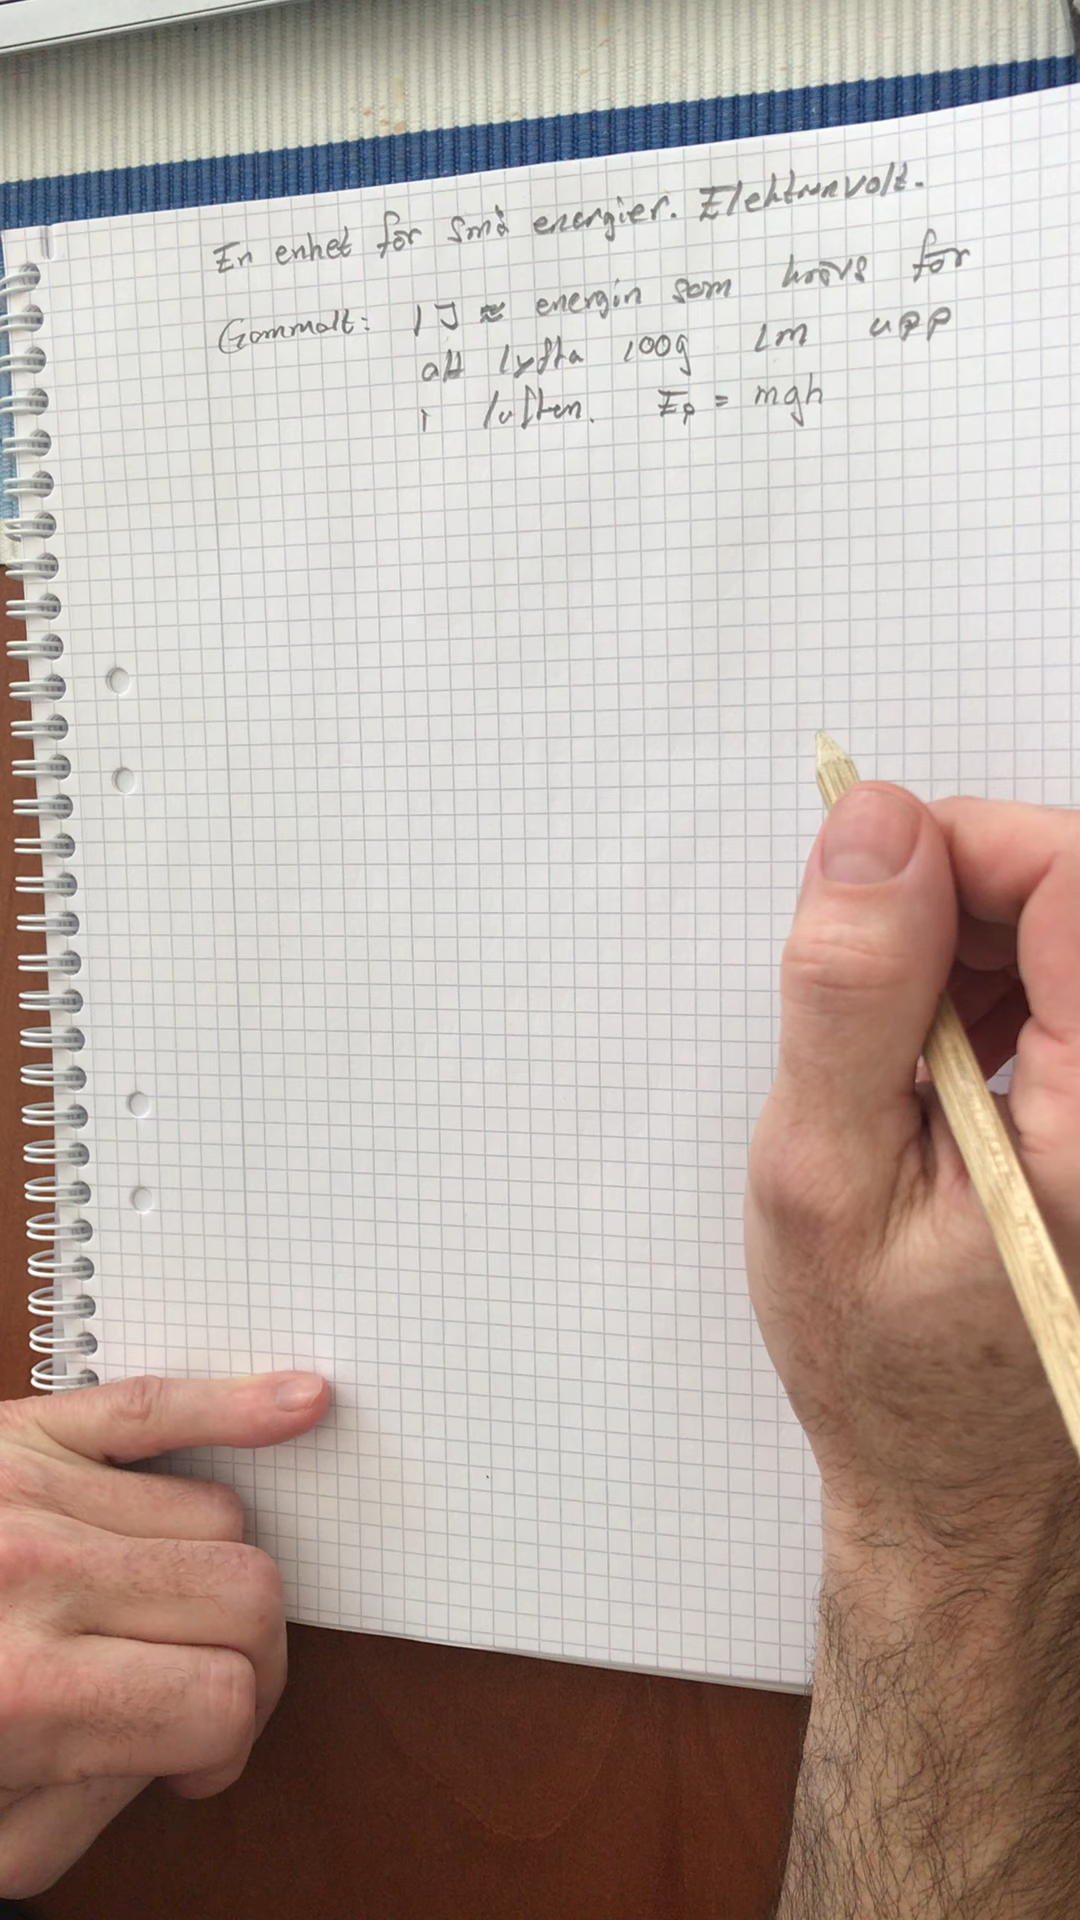 En enhet för små energier. Elektronvolt.
Gammalt: 1 J ≈ energin som krävs för
att lyfta 100g 1m upp
i luften. Ep = mgh